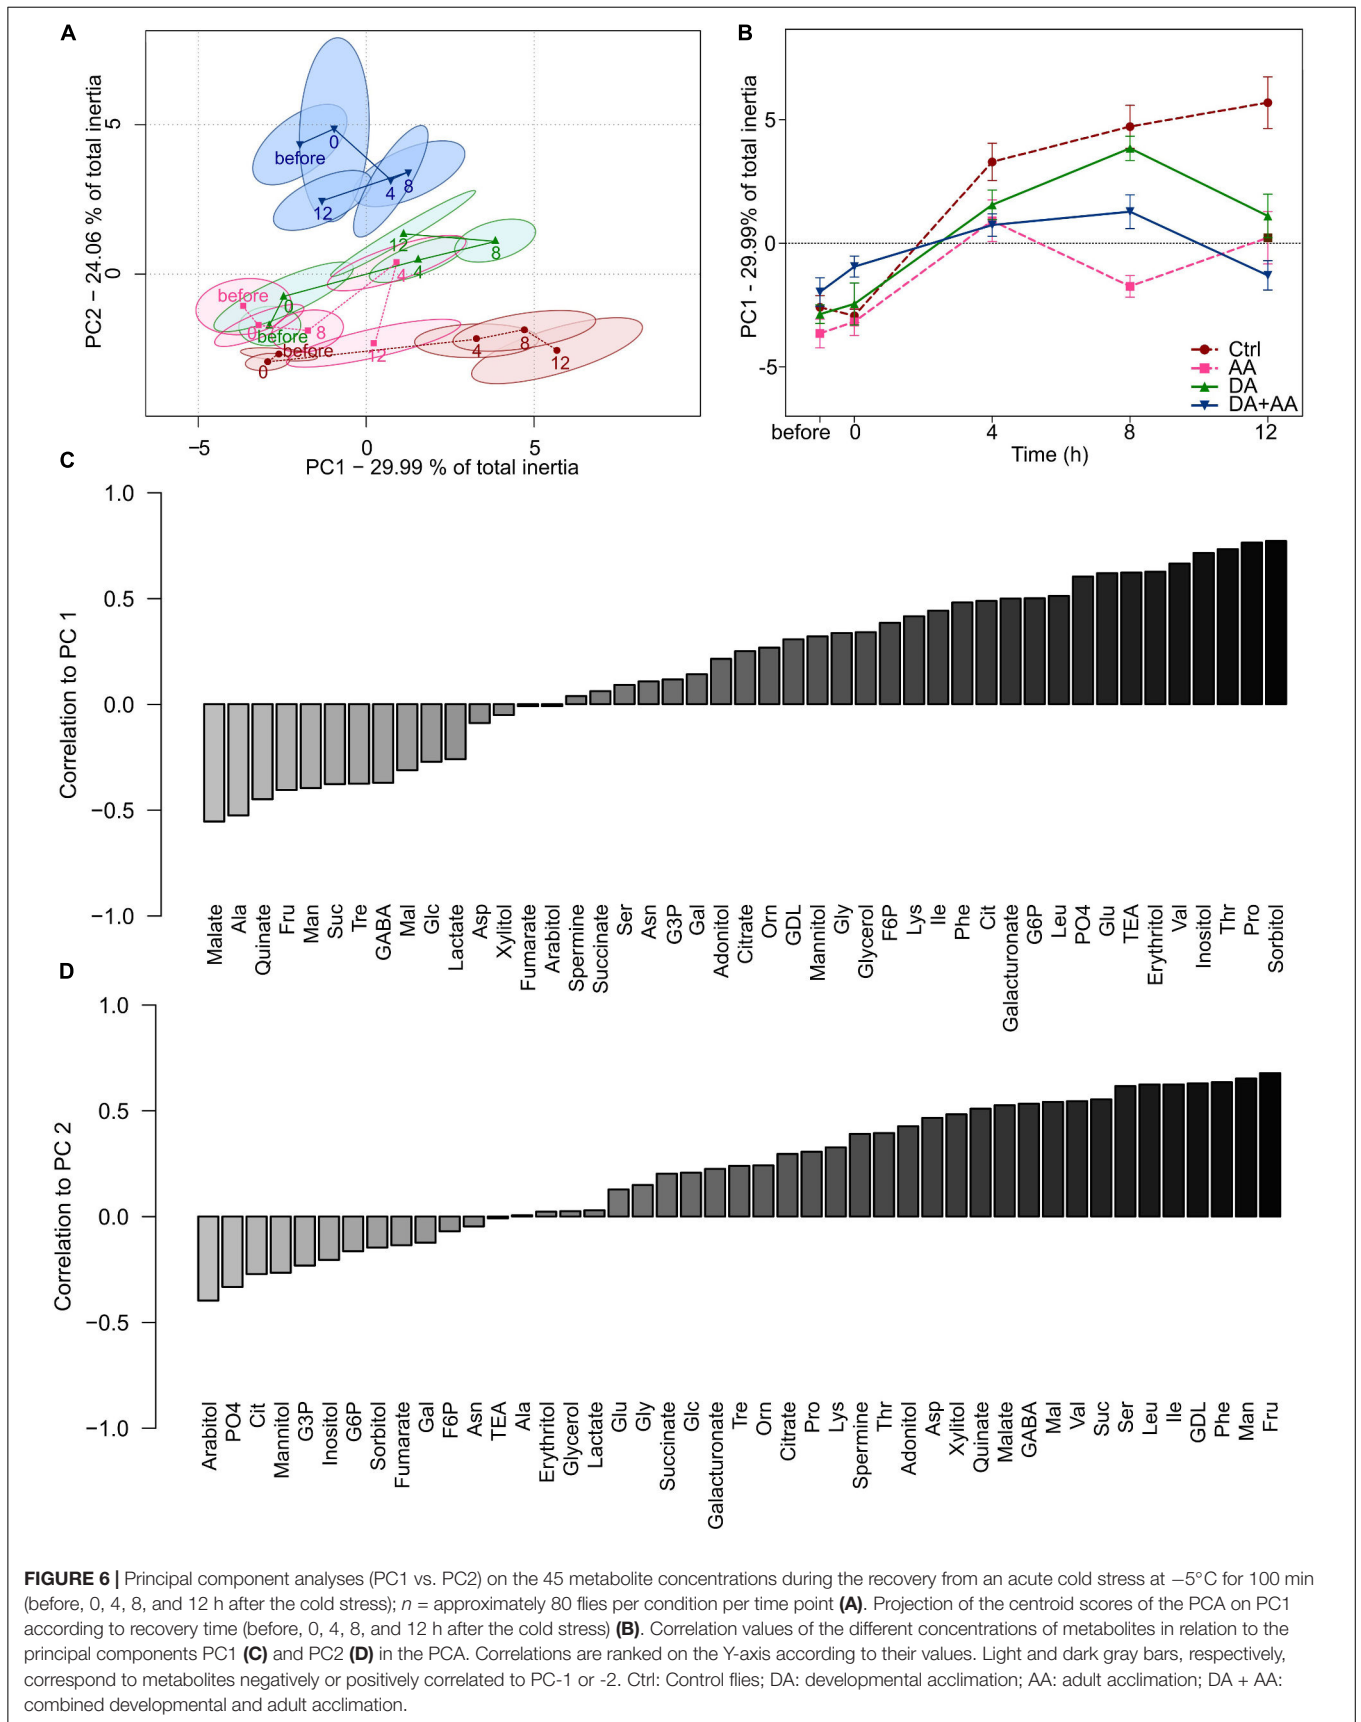 A
PC2 − 24.06 % of total inertia
5
0
before
0
4
8
12
12
8
4
4
before
0
0
before
8
12
before
0
4
8
12
−5
0
5
PC1 − 29.99 % of total inertia
B
PC1 - 29.99% of total inertia
5
0
-5
Ctrl
AA
DA
DA+AA
before
0
4
8
12
Time (h)
C
Correlation to PC 1
1.0
0.5
0.0
−0.5
−1.0
Malate
Ala
Quinate
Fru
Man
Suc
Tre
GABA
Mal
Glc
Lactate
Asp
Xylitol
Fumarate
Arabitol
Spermine
Succinate
Ser
Asn
G3P
Gal
Adonitol
Citrate
Orn
GDL
Mannitol
Gly
Glycerol
F6P
Lys
Ile
Phe
Cit
Galacturonate
G6P
Leu
PO4
Glu
TEA
Erythritol
Val
Inositol
Thr
Pro
Sorbitol
D
Correlation to PC 2
1.0
0.5
0.0
−0.5
−1.0
Arabitol
PO4
Cit
Mannitol
G3P
Inositol
G6P
Sorbitol
Fumarate
Gal
F6P
Asn
TEA
Ala
Erythritol
Glycerol
Lactate
Glu
Gly
Succinate
Glc
Galacturonate
Tre
Orn
Citrate
Pro
Lys
Spermine
Thr
Adonitol
Asp
Xylitol
Quinate
Malate
GABA
Mal
Val
Suc
Ser
Leu
Ile
GDL
Phe
Man
Fru
FIGURE 6 | Principal component analyses (PC1 vs. PC2) on the 45 metabolite concentrations during the recovery from an acute cold stress at −5°C for 100 min
(before, 0, 4, 8, and 12 h after the cold stress); n = approximately 80 flies per condition per time point (A). Projection of the centroid scores of the PCA on PC1
according to recovery time (before, 0, 4, 8, and 12 h after the cold stress) (B). Correlation values of the different concentrations of metabolites in relation to the
principal components PC1 (C) and PC2 (D) in the PCA. Correlations are ranked on the Y-axis according to their values. Light and dark gray bars, respectively,
correspond to metabolites negatively or positively correlated to PC-1 or -2. Ctrl: Control flies; DA: developmental acclimation; AA: adult acclimation; DA + AA:
combined developmental and adult acclimation.